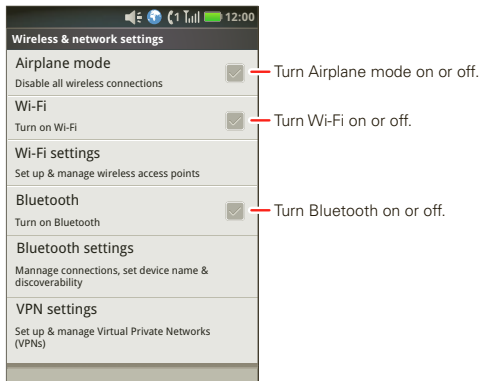 1 12:00
Wireless & network settings
Airplane mode
Disable all wireless connections
Turn Airplane mode on or off.
Wi-Fi
Turn on Wi-Fi
Turn Wi-Fi on or off.
Wi-Fi settings
Set up & manage wireless access points
Bluetooth
Turn on Bluetooth
Turn Bluetooth on or off.
Bluetooth settings
Mannage connections, set device name &
discoverability
VPN settings
Set up & manage Virtual Private Networks
(VPNs)